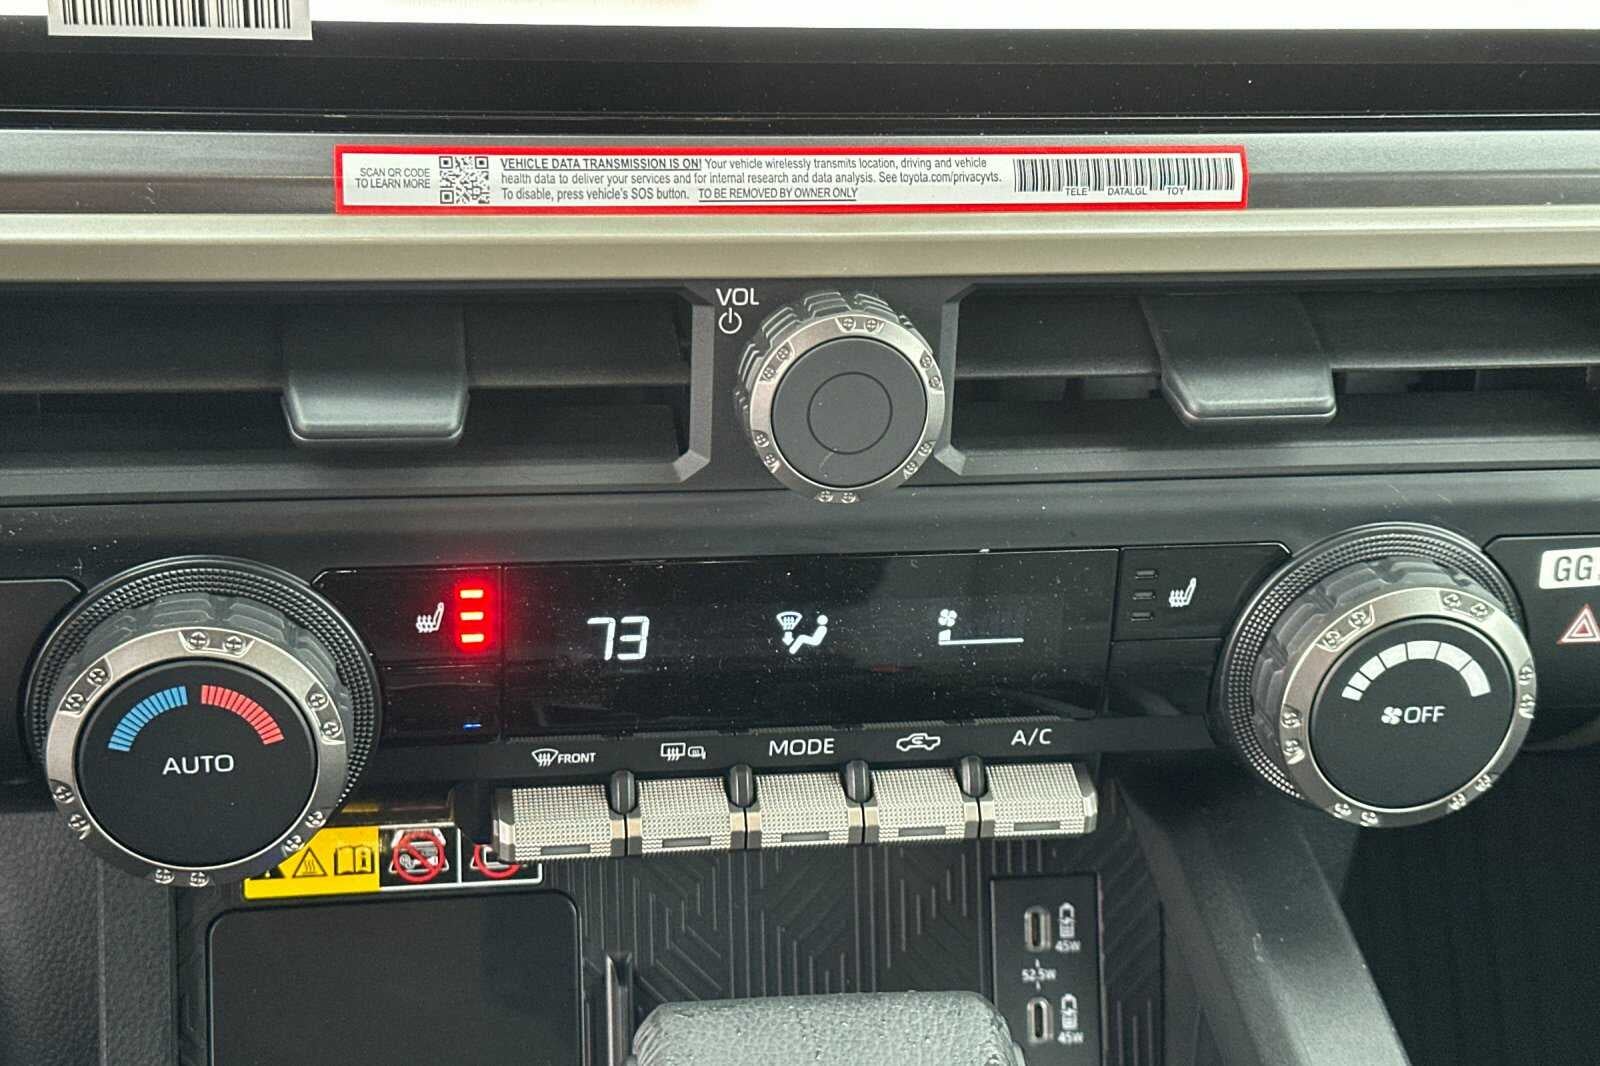 SCAN QR CODE
TO LEARN MORE
VEHICLE DATA TRANSMISSION IS ON! Your vehicle wirelessly transmits location, driving and vehicle
health data to deliver your services and for internal research and data analysis. See toyota.com/privacyvts.
To disable, press vehicle's SOS button. TO BE REMOVED BY OWNER ONLY
TELE DATALGL TOY
VOL
73
GG
OFF
AUTO
FRONT
MODE
A/C
45W
52.5W
45W